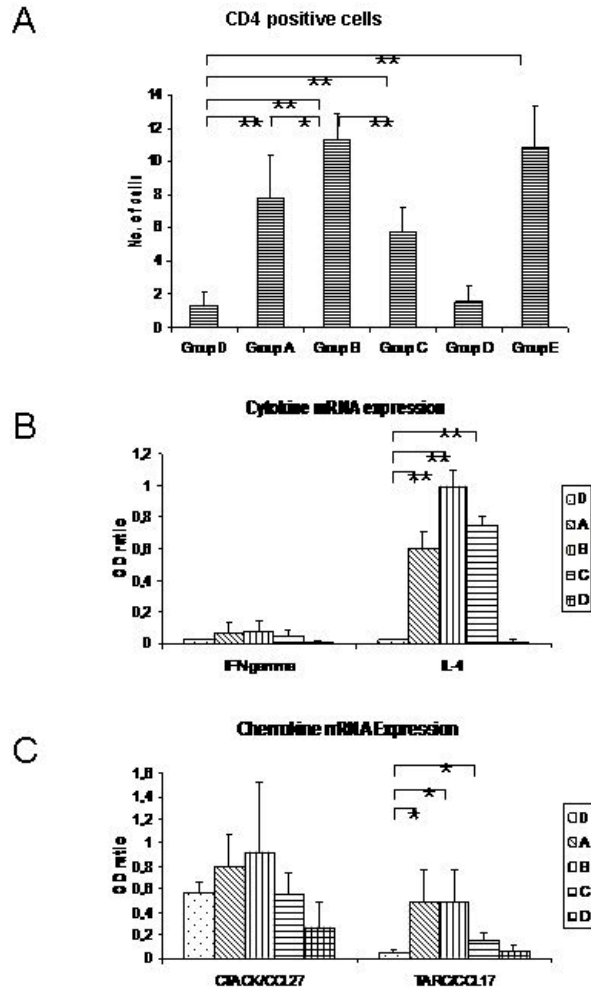 A
CD4 positive cells
**
**
**
** * **
14
12
10
8
6
4
2
0
No. of cells
Group 0 Group A Group B Group C Group D Group E
B
Cytokine mRNA expression
**
**
**
1,2
1
0,8
0,6
0,4
0,2
0
OD ratio
IFN-gamma IL-4
0
A
B
C
D
C
Chemokine mRNA Expression
*
*
*
1,6
1,4
1,2
1
0,8
0,6
0,4
0,2
0
OD ratio
CTACK/CCL27 TARC/CCL17
0
A
B
C
D